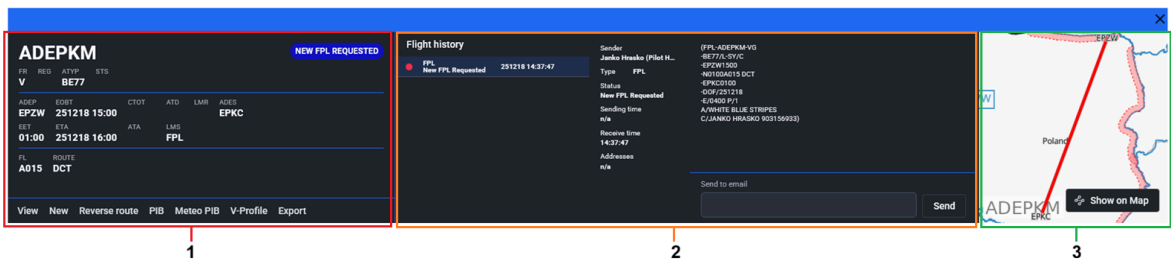 ADEPKM
NEW FPL REQUESTED
FR REG ATYP STS
V BE77
ADEP EOBT CTOT ATD LMR ADES
EPZW 251218 15:00 EPKC
EET ETA ATA LMS
01:00 251218 16:00 FPL
FL ROUTE
A015 DCT
View New Reverse route PIB Meteo PIB V-Profile Export
Flight history
FPL
New FPL Requested 251218 14:37:47
Sender
Janko Hrasko (Pilot H...
Type FPL
Status
New FPL Requested
Sending time
n/a
Receive time
14:37:47
Addresses
n/a
(FPL-ADEPKM-VG
-BE77/L-SY/C
-EPZW1500
-N0100A015 DCT
-EPKC0100
-DOF/251218
-E/0400 P/1
A/WHITE BLUE STRIPES
C/JANKO HRASKO 903156933)
Send to email
Send
EPZW
W
Poland
ADEPKM
EPKC
Show on Map
1
2
3